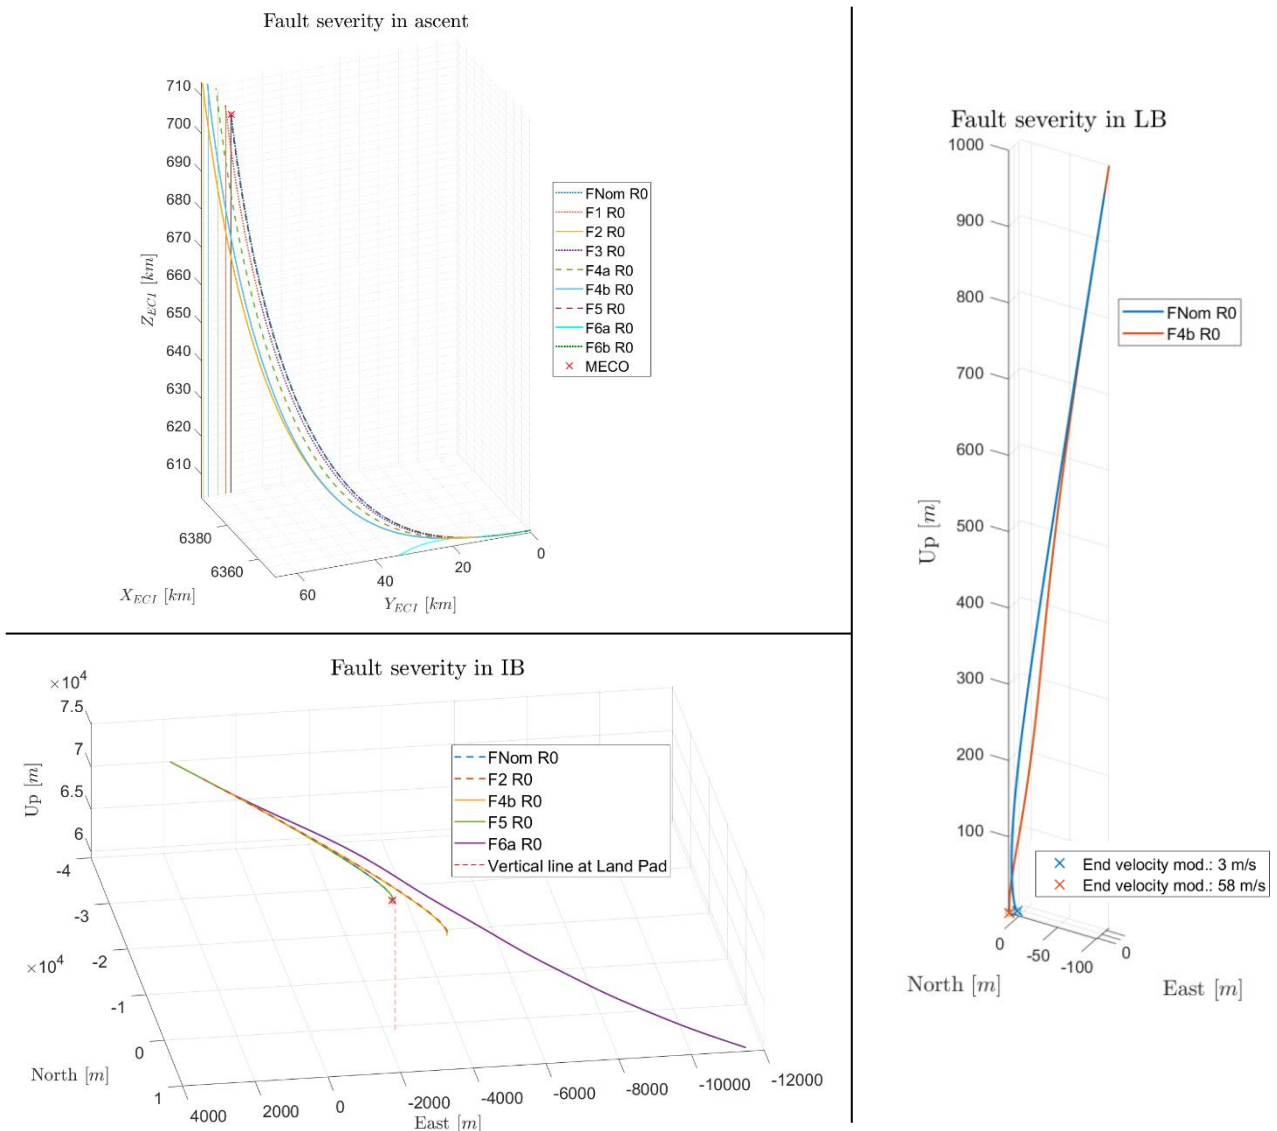 Fault severity in ascent
710
700
690
680
670
660
650
640
630
620
610
Z_ECI [km]
6380
6360
X_ECI [km]
60
40
20
0
Y_ECI [km]
FNom R0
F1 R0
F2 R0
F3 R0
F4a R0
F4b R0
F5 R0
F6a R0
F6b R0
MECO
Fault severity in IB
×10^4
7.5
7
6.5
6
Up [m]
-4
-3
-2
-1
0
1
×10^4
North [m]
4000
2000
0
-2000
-4000
-6000
-8000
-10000
-12000
East [m]
FNom R0
F2 R0
F4b R0
F5 R0
F6a R0
Vertical line at Land Pad
Fault severity in LB
1000
900
800
700
600
500
400
300
200
100
Up [m]
FNom R0
F4b R0
End velocity mod.: 3 m/s
End velocity mod.: 58 m/s
0
-50
-100
0
North [m]
East [m]